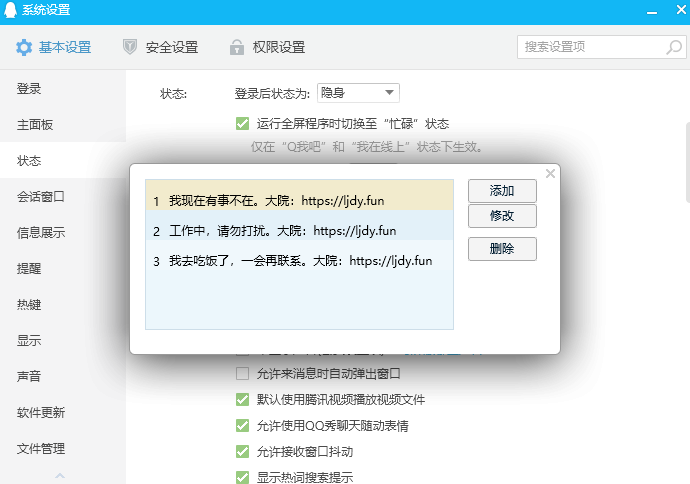 系统设置
基本设置
安全设置
权限设置
搜索设置项
登录
主面板
状态
会话窗口
信息展示
提醒
热键
显示
声音
软件更新
文件管理
状态:
登录后状态为:
隐身
运行全屏程序时切换至“忙碌”状态
仅在“Q我吧”和“我在线上”状态下生效。
1 我现在有事不在。大院：https://ljdy.fun
2 工作中，请勿打扰。大院：https://ljdy.fun
3 我去吃饭了，一会再联系。大院：https://ljdy.fun
添加
修改
删除
允许来消息时自动弹出窗口
默认使用腾讯视频播放视频文件
允许使用QQ秀聊天随动表情
允许接收窗口抖动
显示热词搜索提示